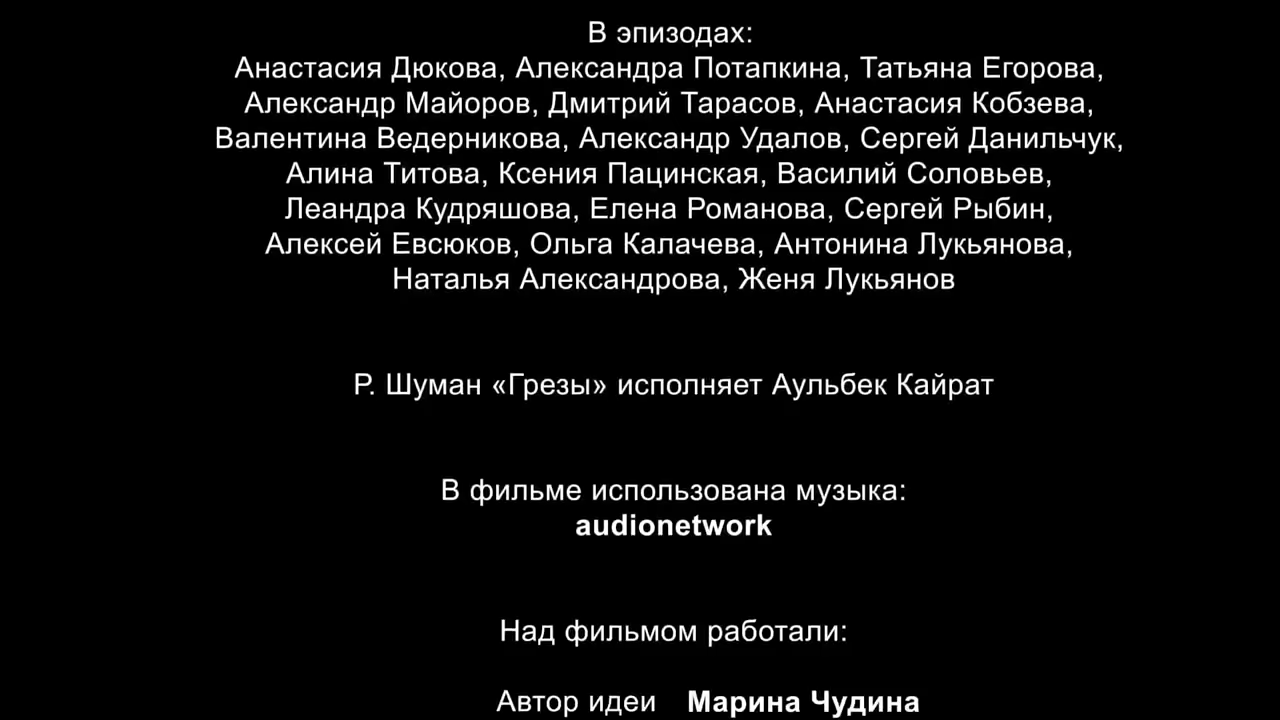 В эпизодах:
Анастасия Дюкова, Александра Потапкина, Татьяна Егорова,
Александр Майоров, Дмитрий Тарасов, Анастасия Кобзева,
Валентина Ведерникова, Александр Удалов, Сергей Данильчук,
Алина Титова, Ксения Пацинская, Василий Соловьев,
Леандра Кудряшова, Елена Романова, Сергей Рыбин,
Алексей Евсюков, Ольга Калачева, Антонина Лукьянова,
Наталья Александрова, Женя Лукьянов
Р. Шуман «Грезы» исполняет Аульбек Кайрат
В фильме использована музыка:
audionetwork
Над фильмом работали:
Автор идеи Марина Чудина